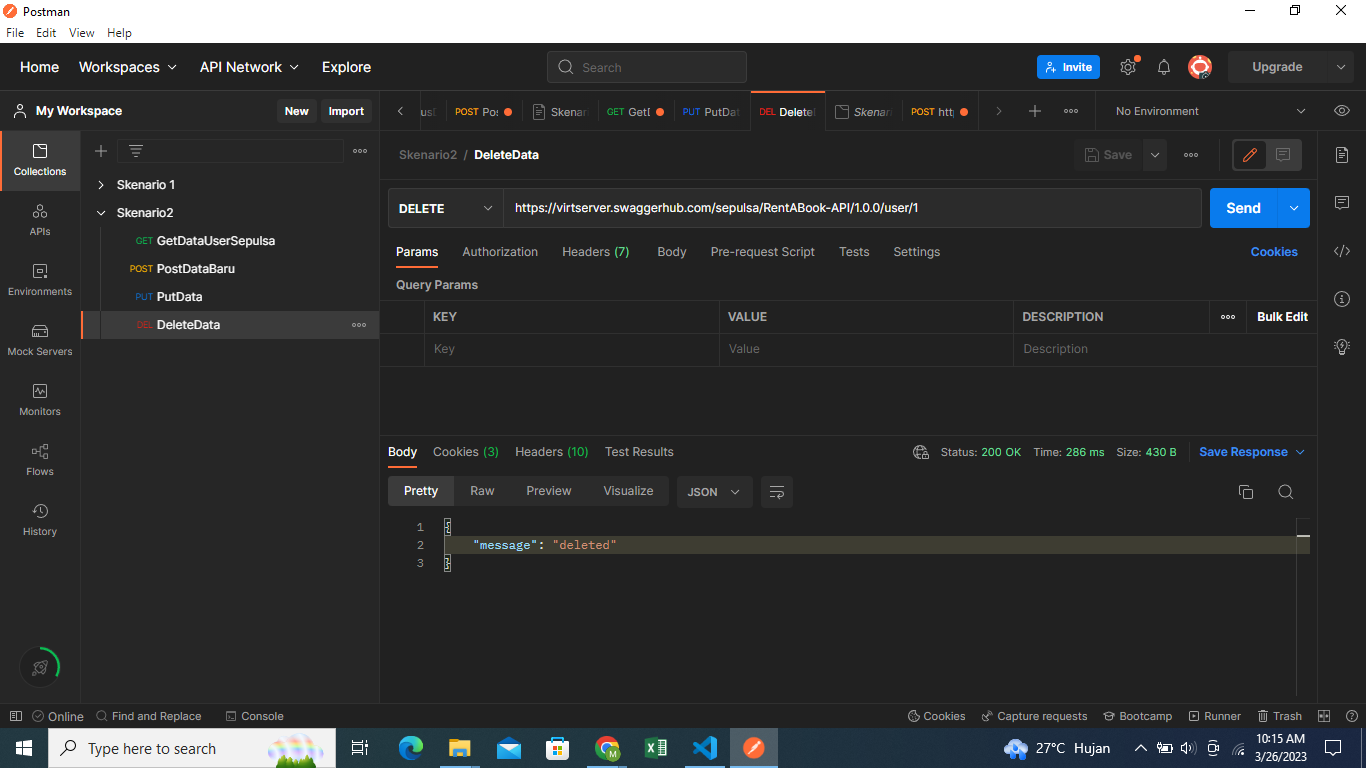 Postman
File Edit View Help
Home Workspaces API Network Explore Search Invite Upgrade
My Workspace New Import
POST Pos Skenari GET GetD PUT PutDat DEL DeleteD Skenari POST htt No Environment
Collections
APIs
Environments
Mock Servers
Monitors
Flows
History
Skenario 1
Skenario2
GET GetDataUserSepulsa
POST PostDataBaru
PUT PutData
DEL DeleteData
Skenario2 / DeleteData Save
DELETE https://virtserver.swaggerhub.com/sepulsa/RentABook-API/1.0.0/user/1 Send
Params Authorization Headers (7) Body Pre-request Script Tests Settings Cookies
Query Params
KEY VALUE DESCRIPTION Bulk Edit
Key Value Description
Body Cookies (3) Headers (10) Test Results Status: 200 OK Time: 286 ms Size: 430 B Save Response
Pretty Raw Preview Visualize JSON
1 {
2 "message": "deleted"
3 }
Online Find and Replace Console Cookies Capture requests Bootcamp Runner Trash
Type here to search 27°C Hujan 10:15 AM
3/26/2023